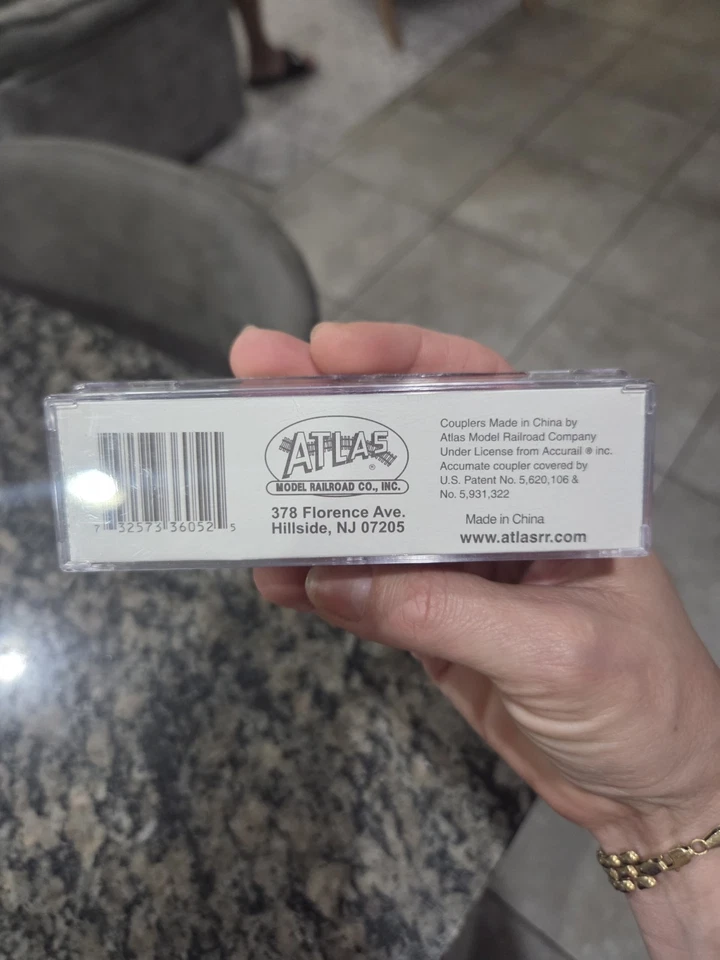 7 32573 36052 5
ATLAS ®
MODEL RAILROAD CO., INC.
378 Florence Ave.
Hillside, NJ 07205
Couplers Made in China by
Atlas Model Railroad Company
Under License from Accurail ® inc.
Accumate coupler covered by
U.S. Patent No. 5,620,106 &
No. 5,931,322
Made in China
www.atlasrr.com